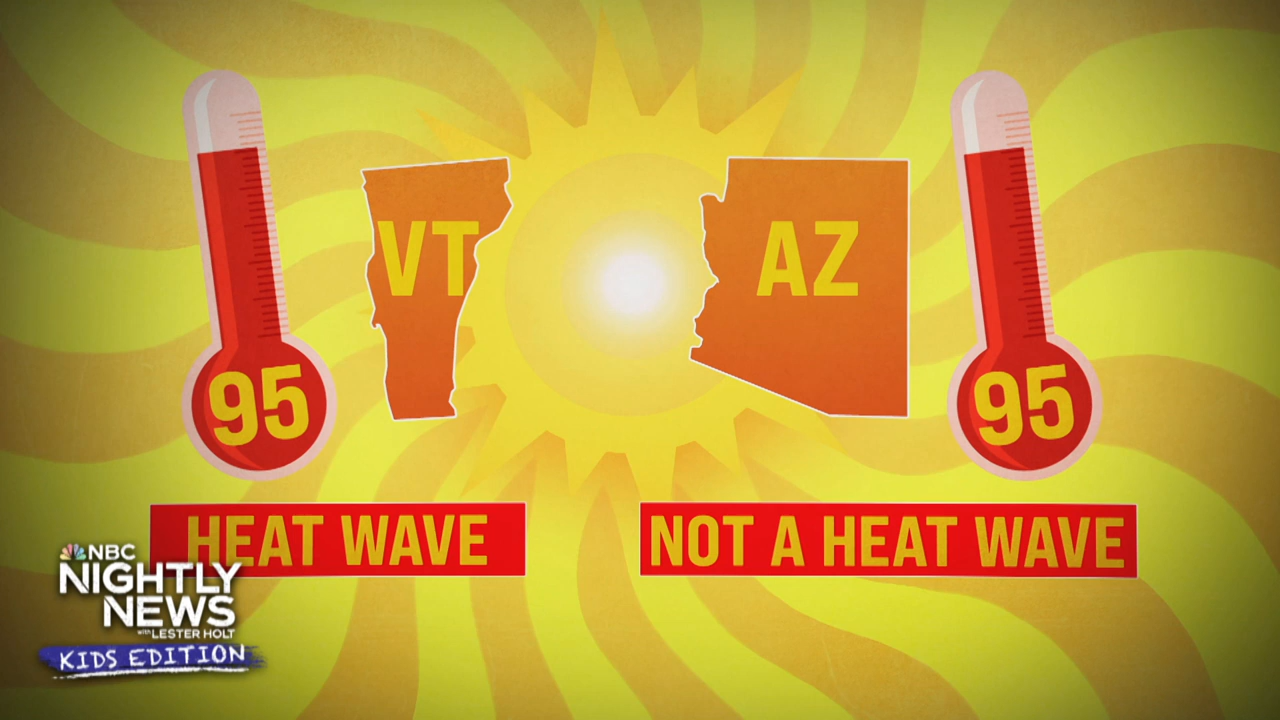 VT
AZ
95
95
HEAT WAVE
NOT A HEAT WAVE
NBC
NIGHTLY
NEWS
with LESTER HOLT
KIDS EDITION